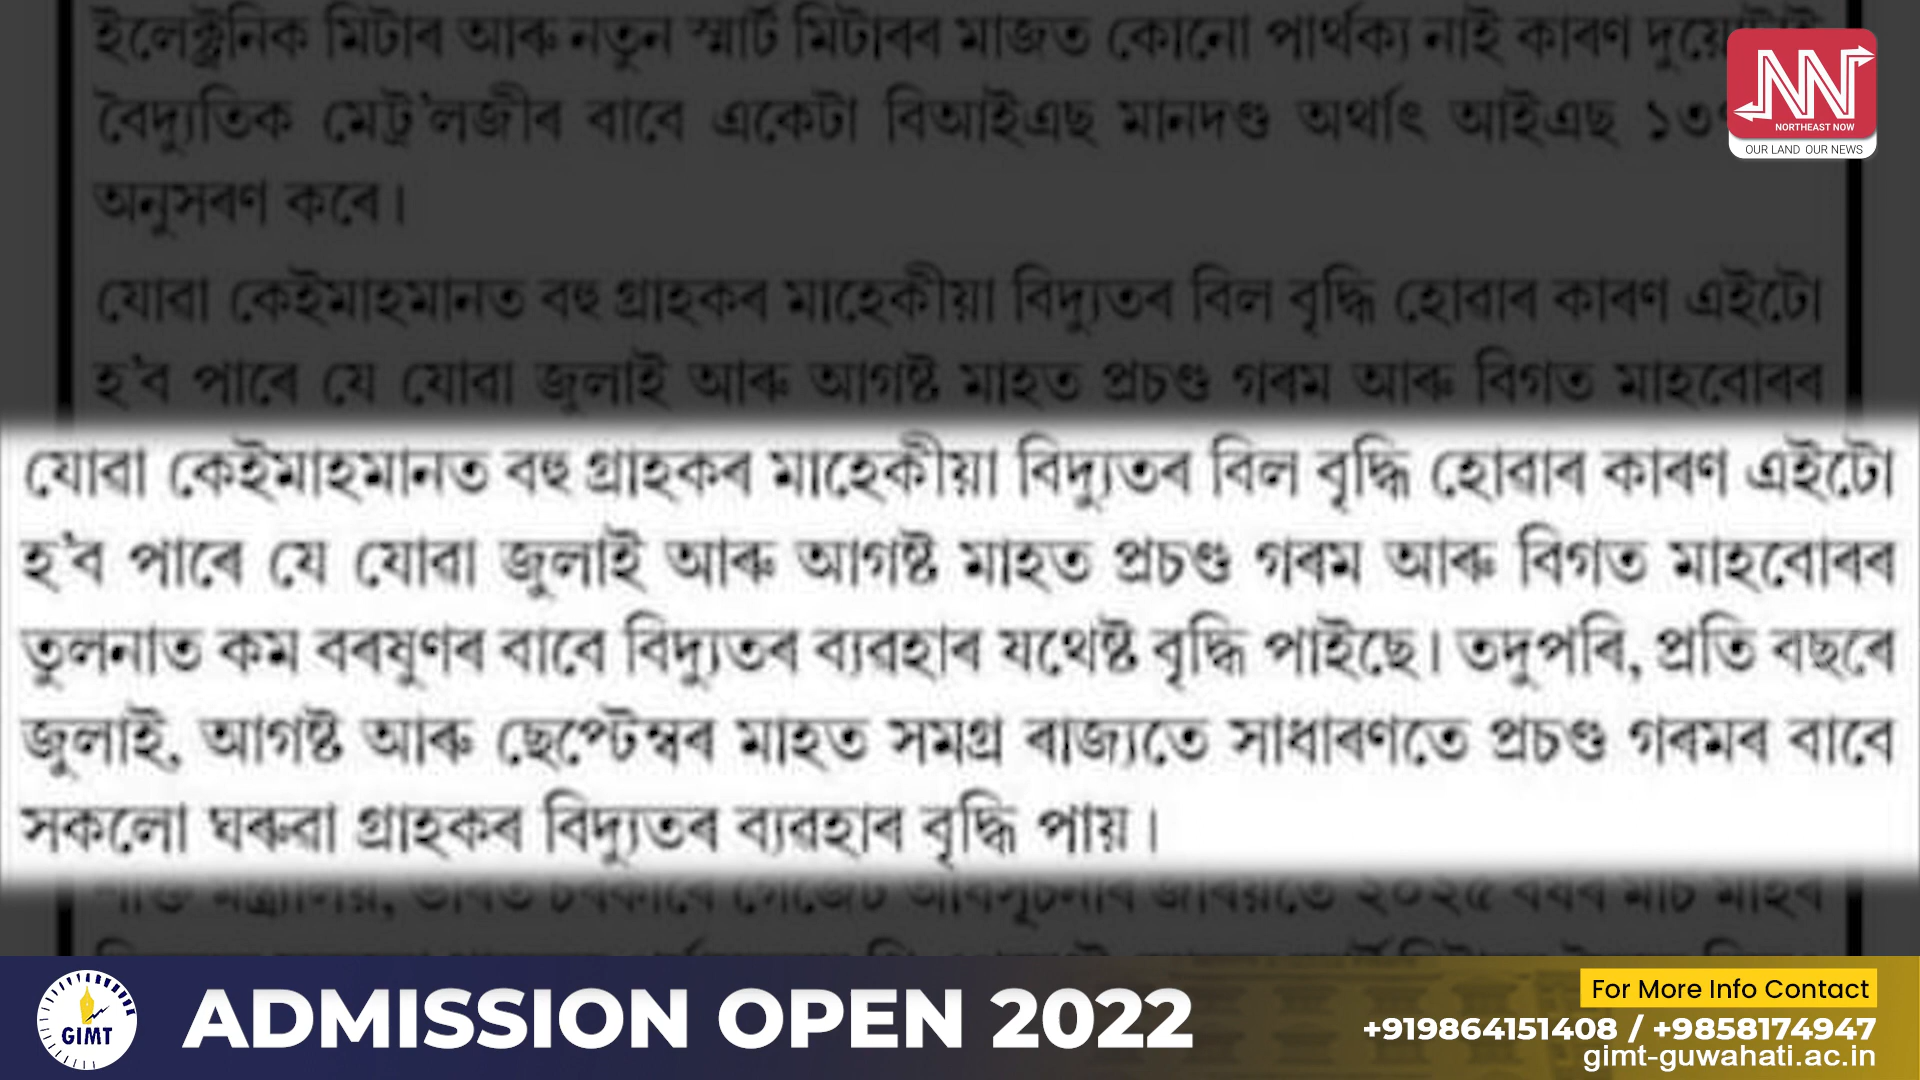 ইলেক্ট্ৰনিক মিটাৰ আৰু নতুন স্মাৰ্ট মিটাৰৰ মাজত কোনো পাৰ্থক্য নাই কাৰণ
বৈদ্যুতিক মেট্ৰ'লজীৰ বাবে একেটা বিআইএছ মানদণ্ড অৰ্থাৎ আইএছ
অনুসৰণ কৰে।
যোৱা কেইমাহমানত বহু গ্ৰাহকৰ মাহেকীয়া বিদ্যুতৰ বিল বৃদ্ধি হোৱাৰ কাৰণ এইটো
হ'ব পাৰে যে যোৱা জুলাই আৰু আগষ্ট মাহত প্ৰচণ্ড গৰম আৰু বিগত মাহবোৰৰ
যোৱা কেইমাহমানত বহু গ্ৰাহকৰ মাহেকীয়া বিদ্যুতৰ বিল বৃদ্ধি হোৱাৰ কাৰণ এইটো
হ'ব পাৰে যে যোৱা জুলাই আৰু আগষ্ট মাহত প্ৰচণ্ড গৰম আৰু বিগত মাহবোৰৰ
তুলনাত কম বৰষুণৰ বাবে বিদ্যুতৰ ব্যৱহাৰ যথেষ্ট বৃদ্ধি পাইছে। তদুপৰি, প্ৰতি বছৰে
জুলাই, আগষ্ট আৰু ছেপ্টেম্বৰ মাহত সমগ্ৰ ৰাজ্যতে সাধাৰণতে প্ৰচণ্ড গৰমৰ বাবে
সকলো ঘৰুৱা গ্ৰাহকৰ বিদ্যুতৰ ব্যৱহাৰ বৃদ্ধি পায়।
NORTHEAST NOW
OUR LAND OUR NEWS
GIMT
ADMISSION OPEN 2022
For More Info Contact
+919864151408 / +9858174947
gimt-guwahati.ac.in